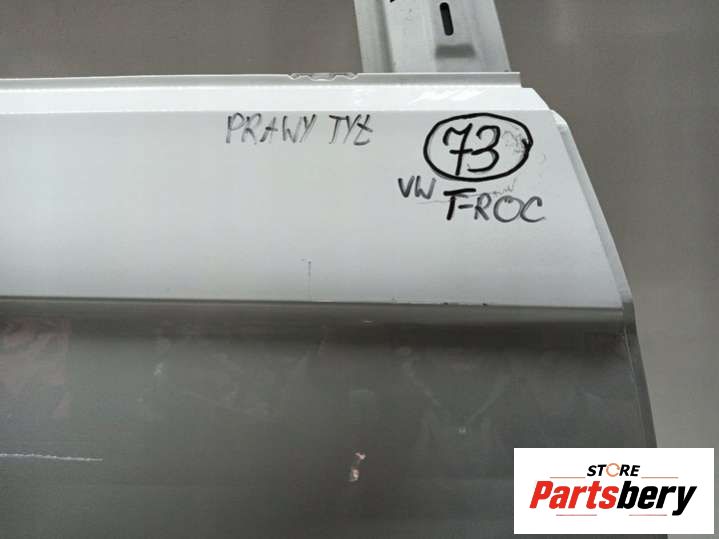 PRAWY TYŁ
73
VW T-ROC
STORE
Partsbery